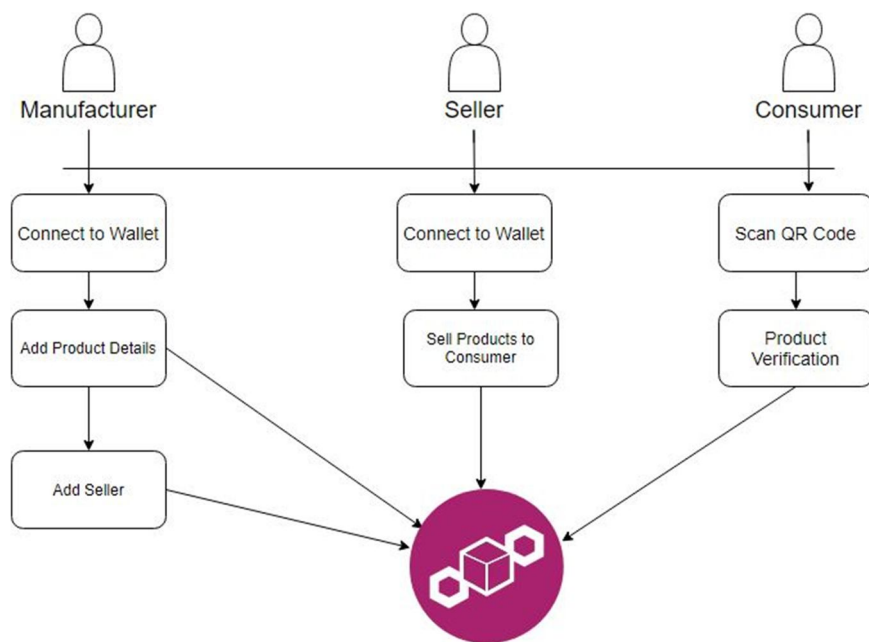 Manufacturer
Seller
Consumer
Connect to Wallet
Connect to Wallet
Scan QR Code
Add Product Details
Sell Products to
Consumer
Product
Verification
Add Seller